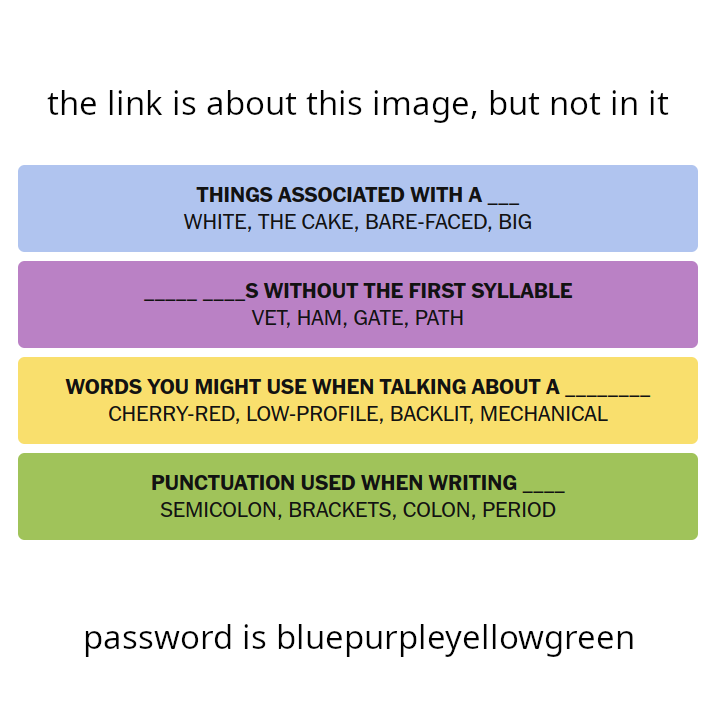 the link is about this image, but not in it
THINGS ASSOCIATED WITH A ___
WHITE, THE CAKE, BARE-FACED, BIG
_____ ____S WITHOUT THE FIRST SYLLABLE
VET, HAM, GATE, PATH
WORDS YOU MIGHT USE WHEN TALKING ABOUT A ________
CHERRY-RED, LOW-PROFILE, BACKLIT, MECHANICAL
PUNCTUATION USED WHEN WRITING ____
SEMICOLON, BRACKETS, COLON, PERIOD
password is bluepurpleyellowgreen